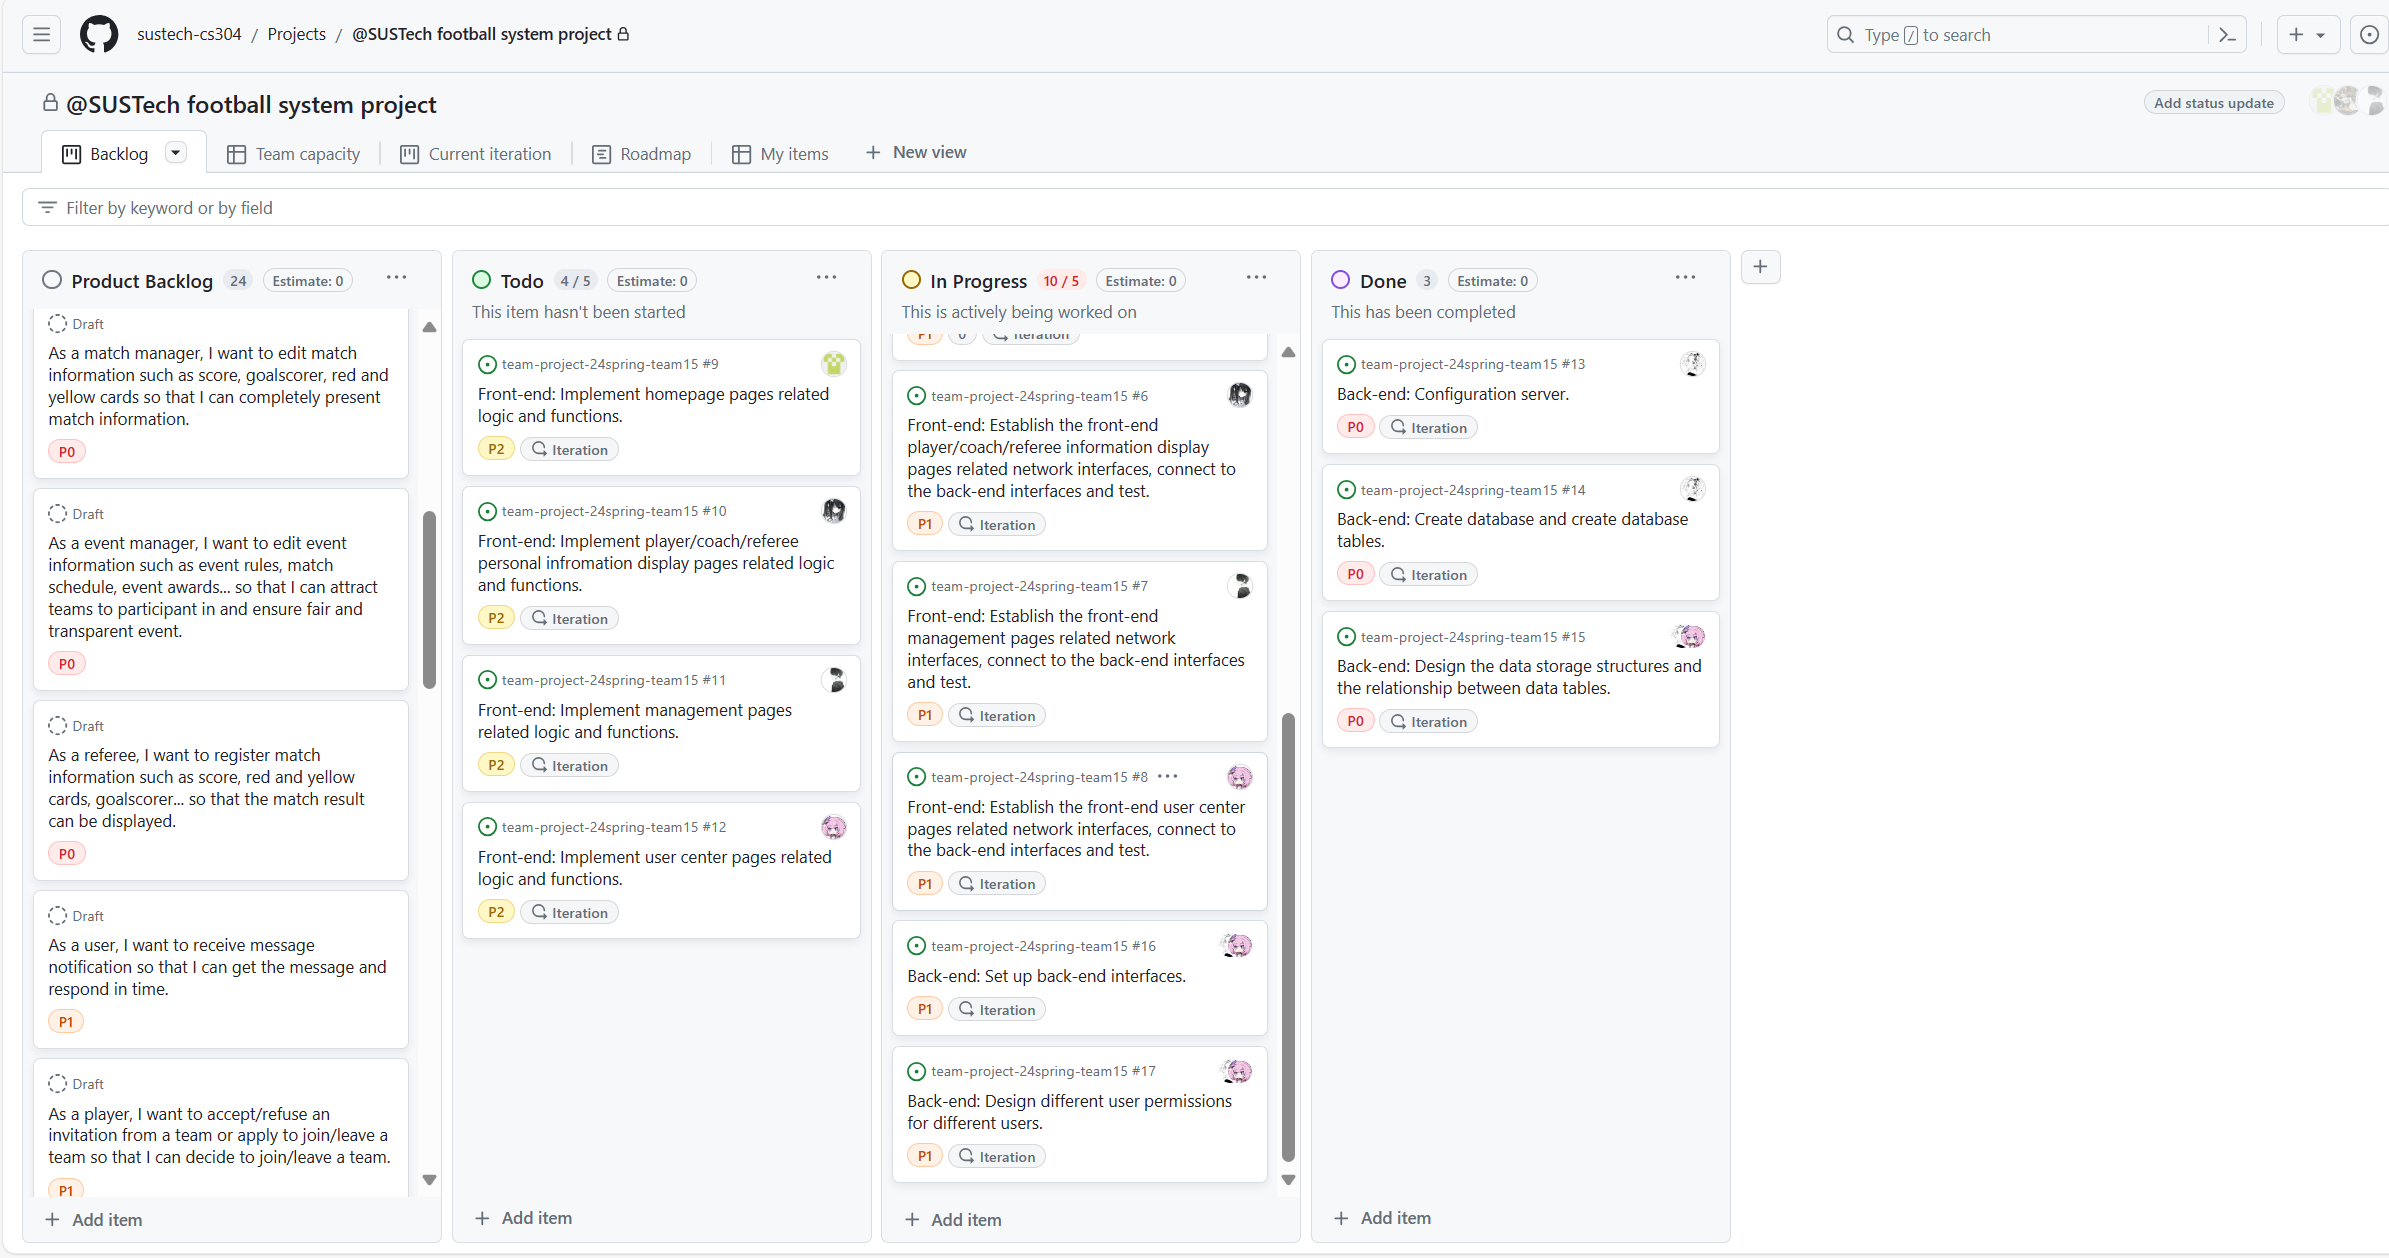 sustech-cs304 / Projects / @SUSTech football system project
Type / to search
@SUSTech football system project
Add status update
Backlog
Team capacity
Current iteration
Roadmap
My items
New view
Filter by keyword or by field
Product Backlog 24 Estimate: 0
Draft
As a match manager, I want to edit match
information such as score, goalscorer, red and
yellow cards so that I can completely present
match information.
P0
Draft
As a event manager, I want to edit event
information such as event rules, match
schedule, event awards... so that I can attract
teams to participant in and ensure fair and
transparent event.
P0
Draft
As a referee, I want to register match
information such as score, red and yellow
cards, goalscorer... so that the match result
can be displayed.
P0
Draft
As a user, I want to receive message
notification so that I can get the message and
respond in time.
P1
Draft
As a player, I want to accept/refuse an
invitation from a team or apply to join/leave a
team so that I can decide to join/leave a team.
P1
Add item
Todo 4 / 5 Estimate: 0
This item hasn't been started
team-project-24spring-team15 #9
Front-end: Implement homepage pages related
logic and functions.
P2 Iteration
team-project-24spring-team15 #10
Front-end: Implement player/coach/referee
personal infromation display pages related logic
and functions.
P2 Iteration
team-project-24spring-team15 #11
Front-end: Implement management pages
related logic and functions.
P2 Iteration
team-project-24spring-team15 #12
Front-end: Implement user center pages related
logic and functions.
P2 Iteration
Add item
In Progress 10 / 5 Estimate: 0
This is actively being worked on
P1 0 Iteration
team-project-24spring-team15 #6
Front-end: Establish the front-end
player/coach/referee information display
pages related network interfaces, connect to
the back-end interfaces and test.
P1 Iteration
team-project-24spring-team15 #7
Front-end: Establish the front-end
management pages related network
interfaces, connect to the back-end interfaces
and test.
P1 Iteration
team-project-24spring-team15 #8
Front-end: Establish the front-end user center
pages related network interfaces, connect to
the back-end interfaces and test.
P1 Iteration
team-project-24spring-team15 #16
Back-end: Set up back-end interfaces.
P1 Iteration
team-project-24spring-team15 #17
Back-end: Design different user permissions
for different users.
P1 Iteration
Add item
Done 3 Estimate: 0
This has been completed
team-project-24spring-team15 #13
Back-end: Configuration server.
P0 Iteration
team-project-24spring-team15 #14
Back-end: Create database and create database
tables.
P0 Iteration
team-project-24spring-team15 #15
Back-end: Design the data storage structures and
the relationship between data tables.
P0 Iteration
Add item